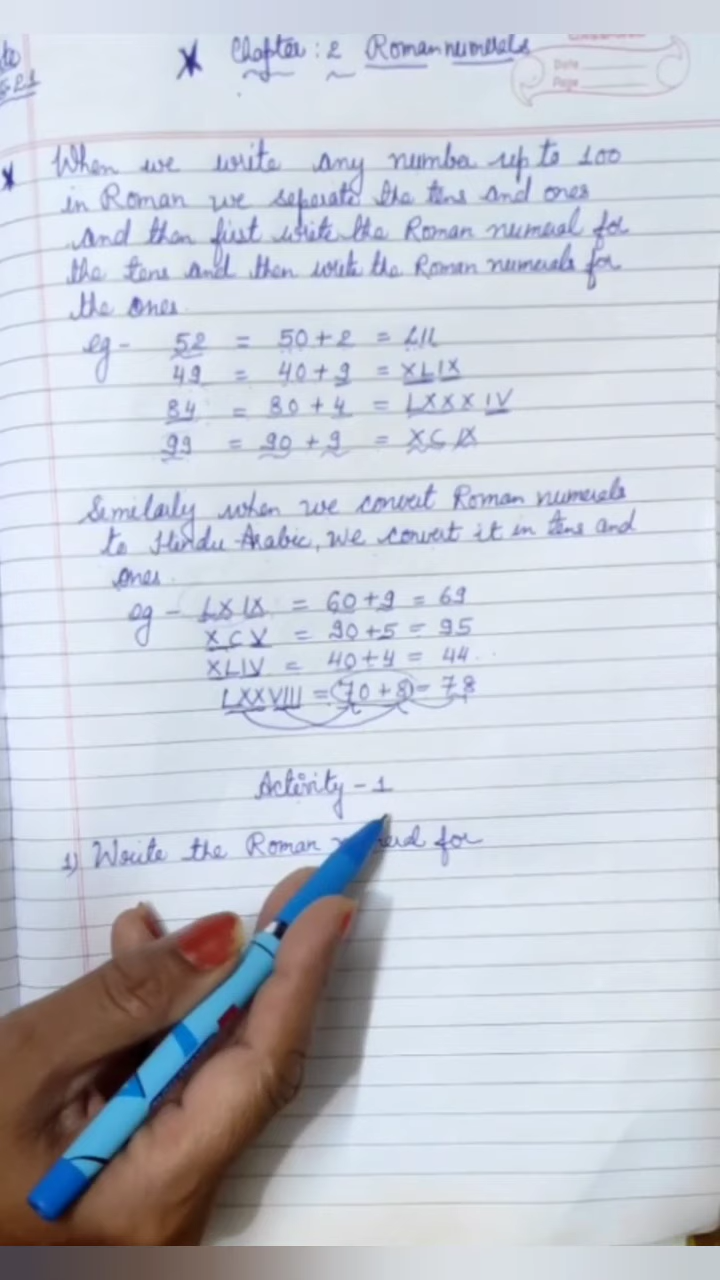 ★ Chapter : 2 Roman numerals
Date
Page
★ When we write any number up to 100
in Roman we seperate the tens and ones
and then first write the Roman numeral for
the tens and then write the Roman numerals for
the ones.
eg - 52 = 50 + 2 = LII
49 = 40 + 9 = XLIX
84 = 80 + 4 = LXXXIV
99 = 90 + 9 = XCIX
Similarly when we convert Roman numerals
to Hindu-Arabic, we convert it in tens and
ones.
eg - LXIX = 60 + 9 = 69
XCV = 90 + 5 = 95
XLIV = 40 + 4 = 44
LXXVIII = (70 + 8) = 78
Activity - 1
1) Write the Roman for